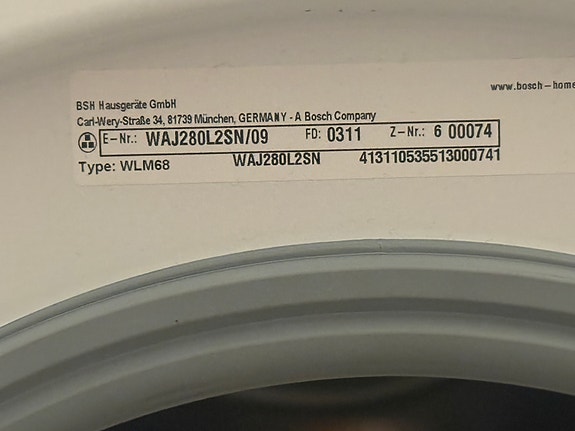 www.bosch-home
BSH Hausgeräte GmbH
Carl-Wery-Straße 34, 81739 München, GERMANY - A Bosch Company
E-Nr.: WAJ280L2SN/09 FD: 0311 Z-Nr.: 6 00074
Type: WLM68 WAJ280L2SN 413110535513000741